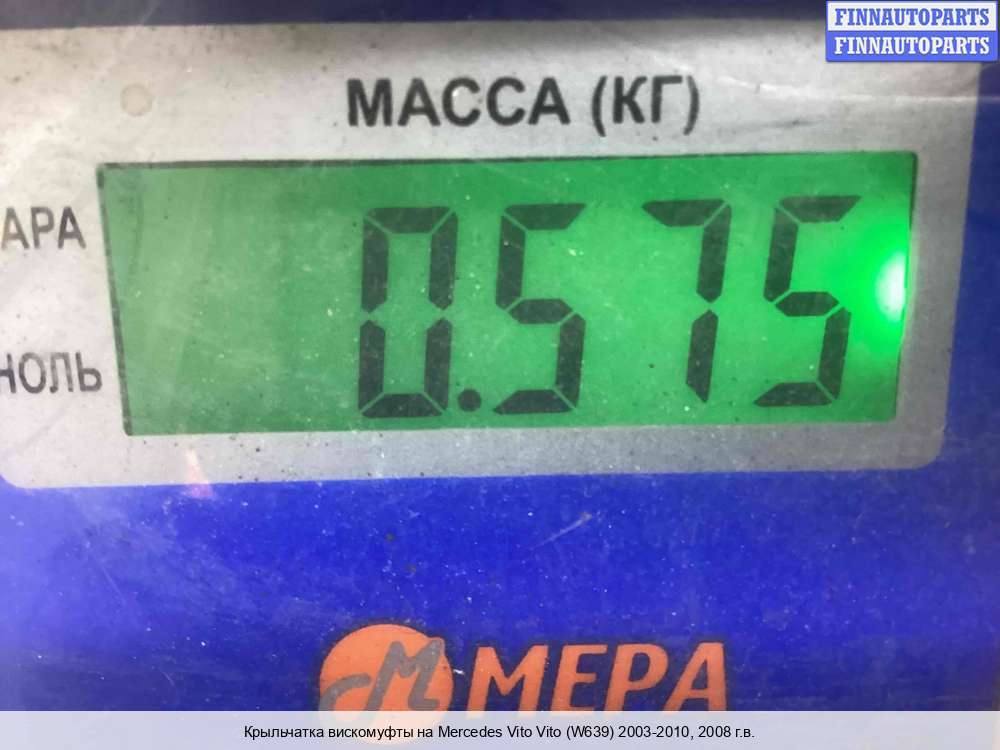 FINNAUTOPARTS
FINNAUTOPARTS
МАССА (КГ)
АРА
0.575
НОЛЬ
М МЕРА
Крыльчатка вискомуфты на Mercedes Vito Vito (W639) 2003-2010, 2008 г.в.